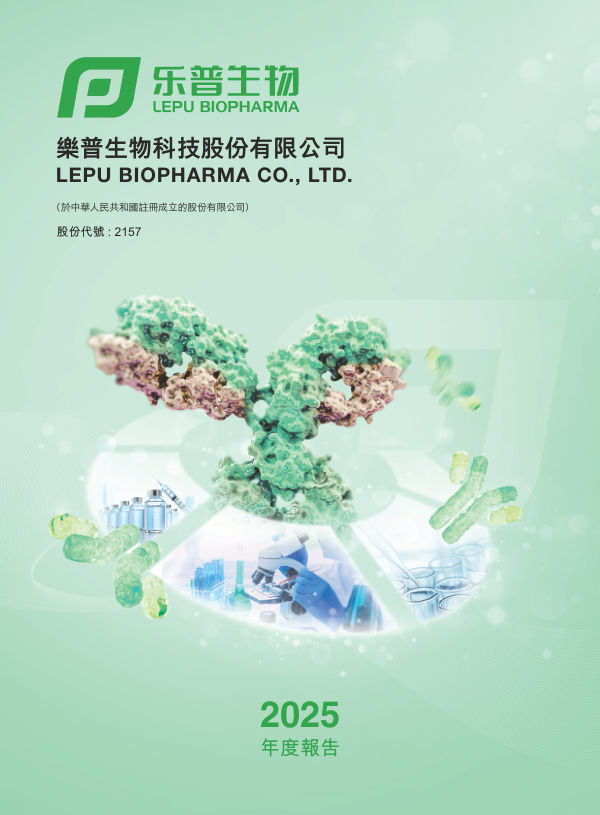 乐普生物
LEPU BIOPHARMA
樂普生物科技股份有限公司
LEPU BIOPHARMA CO., LTD.
（於中華人民共和國註冊成立的股份有限公司）
股份代號 : 2157
2025
年度報告